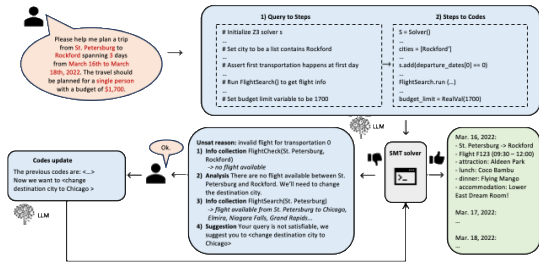 Please help me plan a trip
from St. Petersburg to
Rockford spanning 3 days
from March 16th to March
18th, 2022. The travel should
be planned for a single person
with a budget of $1,700.
1) Query to Steps
# Initialize Z3 solver s
...
# Set city to be a list contains Rockford
...
# Assert first transportation happens at first day
...
# Run FlightSearch() to get flight info
...
# Set budget limit variable to be 1700
2) Steps to Codes
S = Solver()
...
cities = [Rockford']
...
s.add(departure_dates[0] == 0)
...
FlightSearch.run (...)
...
budget_limit = RealVal(1700)
LLM
Codes update
The previous codes are: <...>
Now we want to <change
destination city to Chicago >
LLM
Ok.
Unsat reason: invalid flight for transportation 0
1) Info collection FlightCheck(St. Petersburg,
Rockford)
-> no flight available
2) Analysis There are no flight available between St.
Petersburg and Rockford. We'll need to change
the destination city.
3) Info collection FlightSearch(St. Petersburg)
-> flight available from St. Petersburg to Chicago,
Elmira, Niagara Falls, Grand Rapids...
4) Suggestion Your query is not satisfiable, we
suggest you to <change destination city to
Chicago>
LLM
SMT solver
Mar. 16, 2022:
- St. Petersburg -> Rockford
- Flight F123 (09:30 – 12:00)
- attraction: Aldeen Park
- lunch: Coco Bambu
- dinner: Flying Mango
- accommodation: Lower
East Dream Room!
Mar. 17, 2022:
...
Mar. 18, 2022:
...